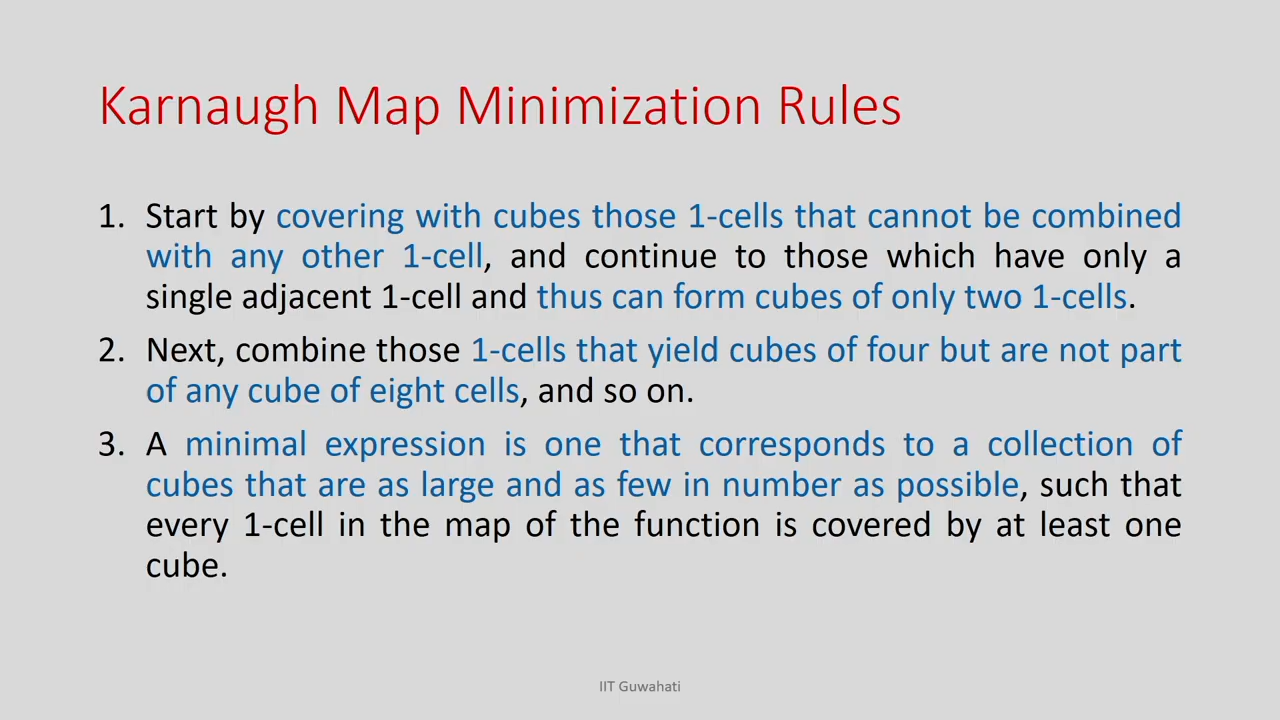 Karnaugh Map Minimization Rules
1. Start by covering with cubes those 1-cells that cannot be combined
with any other 1-cell, and continue to those which have only a
single adjacent 1-cell and thus can form cubes of only two 1-cells.
2. Next, combine those 1-cells that yield cubes of four but are not part
of any cube of eight cells, and so on.
3. A minimal expression is one that corresponds to a collection of
cubes that are as large and as few in number as possible, such that
every 1-cell in the map of the function is covered by at least one
cube.
IIT Guwahati